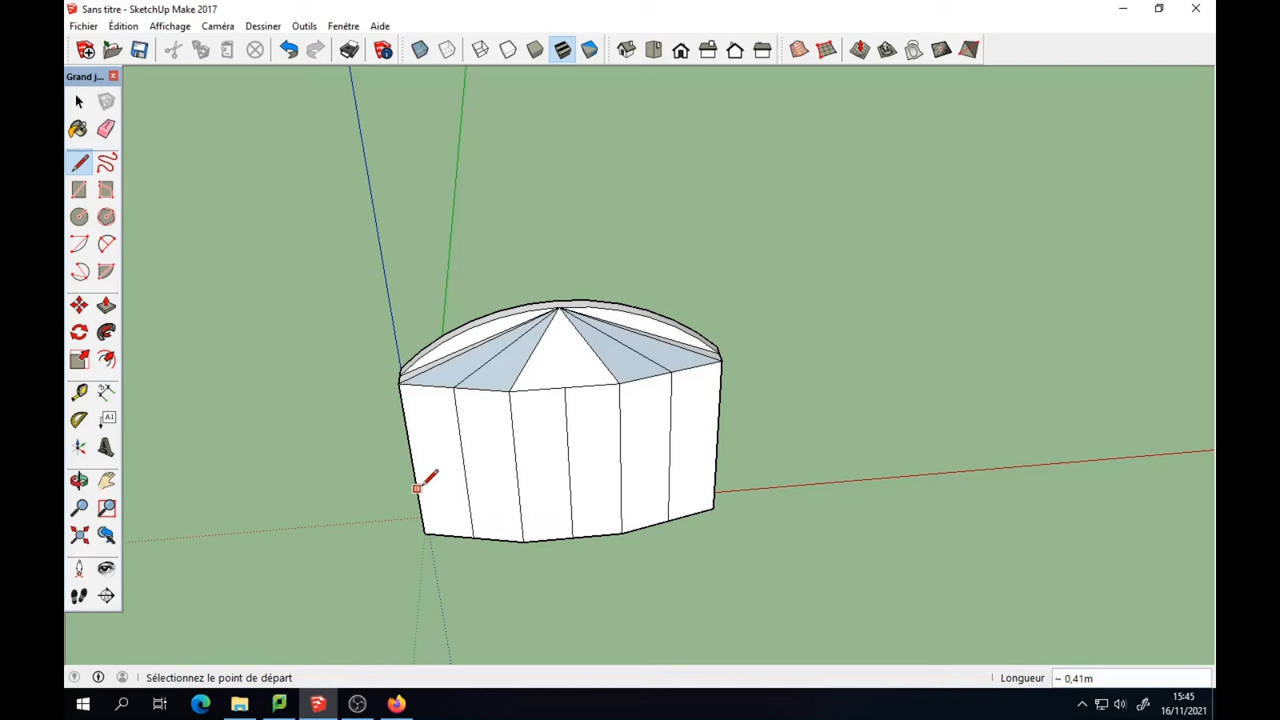 Sans titre - SketchUp Make 2017
Fichier Édition Affichage Caméra Dessiner Outils Fenêtre Aide
Grand j...
A1
Sélectionnez le point de départ
Longueur ~ 0,41m
15:45
16/11/2021